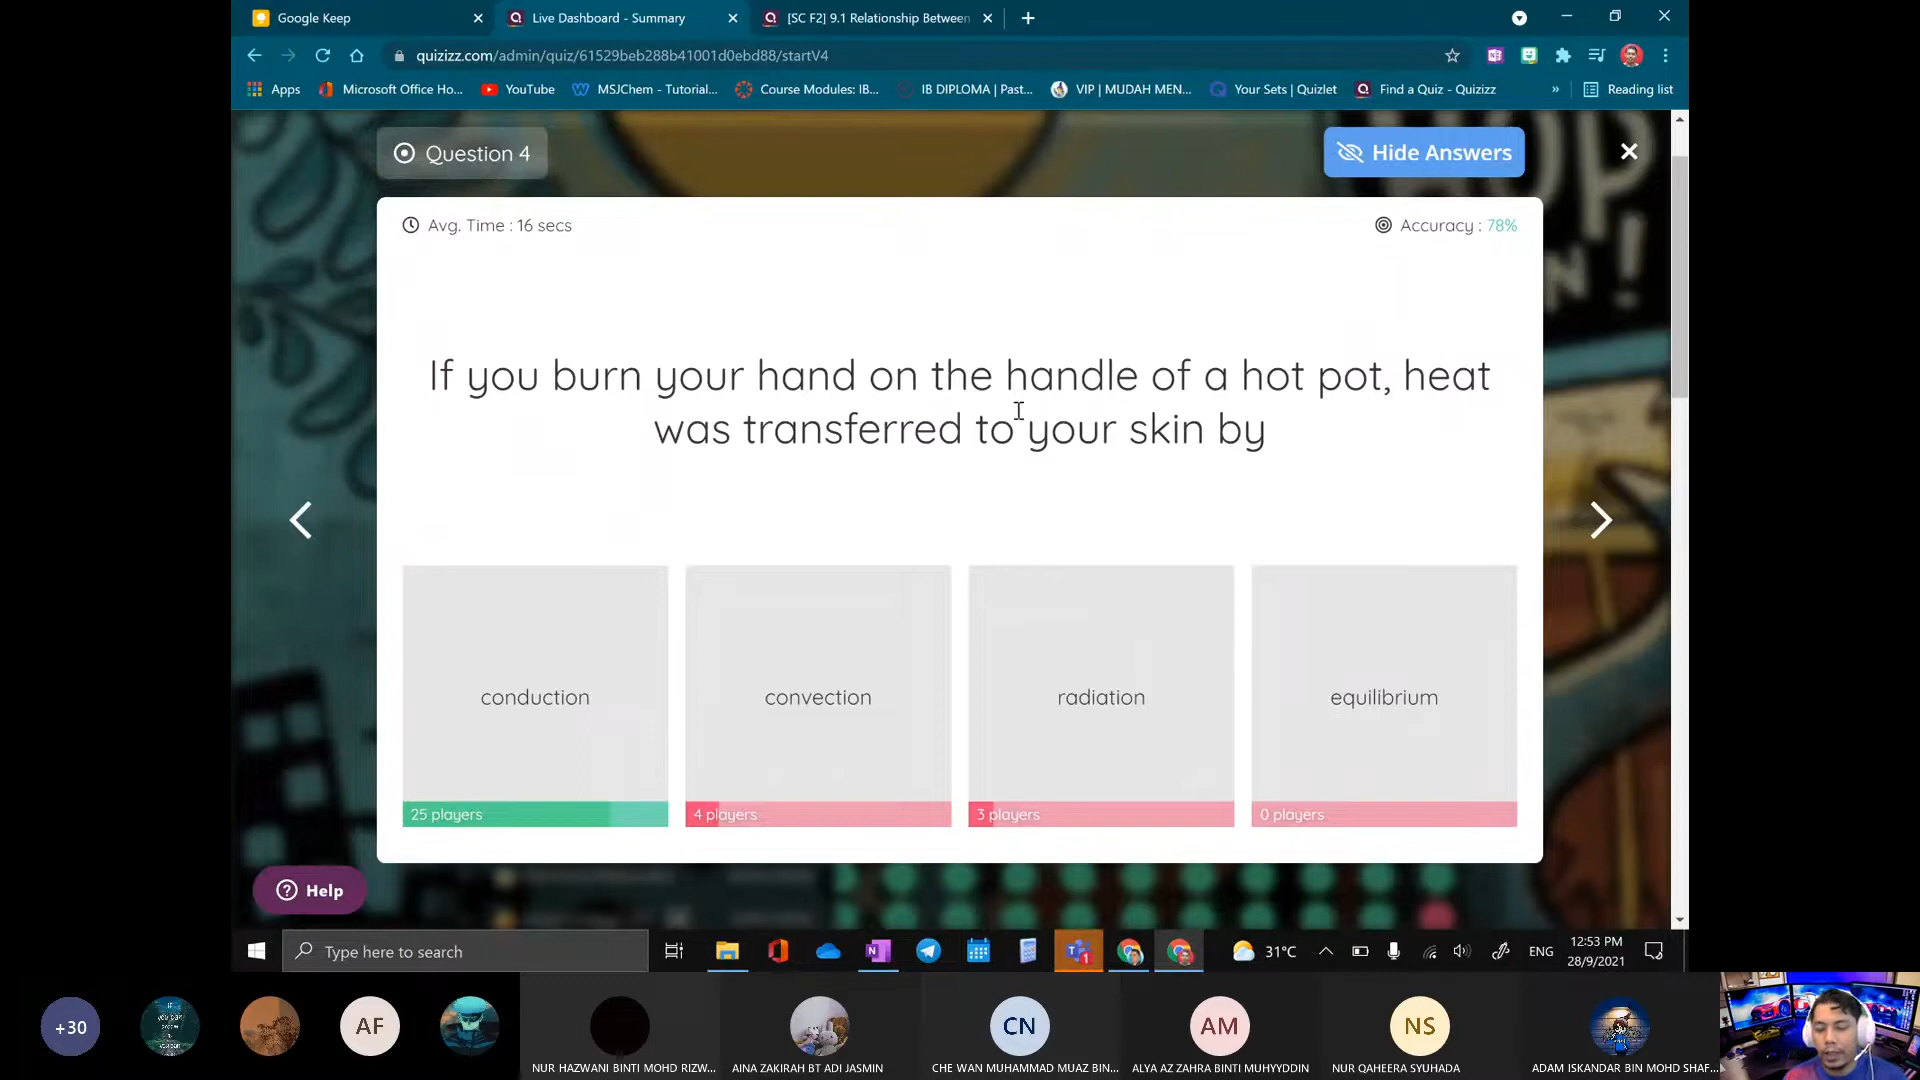 Google Keep
Live Dashboard - Summary
[SC F2] 9.1 Relationship Between
quizizz.com/admin/quiz/61529beb288b41001d0ebd88/startV4
Apps
Microsoft Office Ho...
YouTube
MSJChem - Tutorial...
Course Modules: IB...
IB DIPLOMA | Past...
VIP | MUDAH MEN...
Your Sets | Quizlet
Find a Quiz - Quizizz
»
Reading list
Question 4
Hide Answers
Avg. Time : 16 secs
Accuracy : 78%
If you burn your hand on the handle of a hot pot, heat
was transferred to your skin by
conduction
convection
radiation
equilibrium
25 players
4 players
3 players
0 players
Help
Type here to search
31°C
ENG
12:53 PM
28/9/2021
+30
AF
CN
AM
NS
NUR HAZWANI BINTI MOHD RIZW...
AINA ZAKIRAH BT ADI JASMIN
CHE WAN MUHAMMAD MUAZ BIN...
ALYA AZ ZAHRA BINTI MUHYYDDIN
NUR QAHEERA SYUHADA
ADAM ISKANDAR BIN MOHD SHAF...